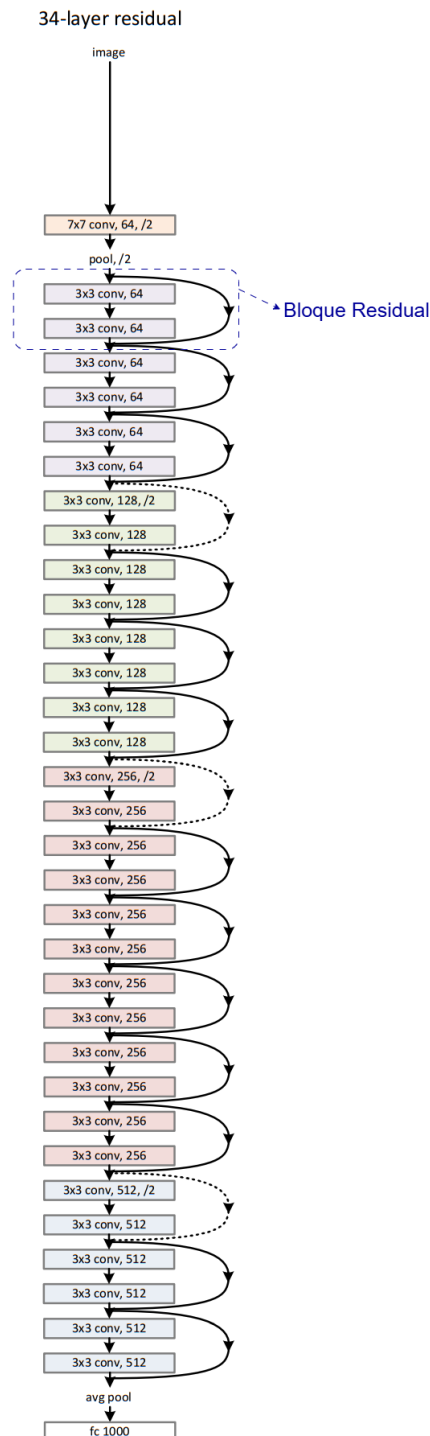 34-layer residual
image
7x7 conv, 64, /2
pool, /2
3x3 conv, 64
Bloque Residual
3x3 conv, 64
3x3 conv, 64
3x3 conv, 64
3x3 conv, 64
3x3 conv, 64
3x3 conv, 128, /2
3x3 conv, 128
3x3 conv, 128
3x3 conv, 128
3x3 conv, 128
3x3 conv, 128
3x3 conv, 128
3x3 conv, 128
3x3 conv, 256, /2
3x3 conv, 256
3x3 conv, 256
3x3 conv, 256
3x3 conv, 256
3x3 conv, 256
3x3 conv, 256
3x3 conv, 256
3x3 conv, 256
3x3 conv, 256
3x3 conv, 256
3x3 conv, 256
3x3 conv, 512, /2
3x3 conv, 512
3x3 conv, 512
3x3 conv, 512
3x3 conv, 512
3x3 conv, 512
avg pool
fc 1000